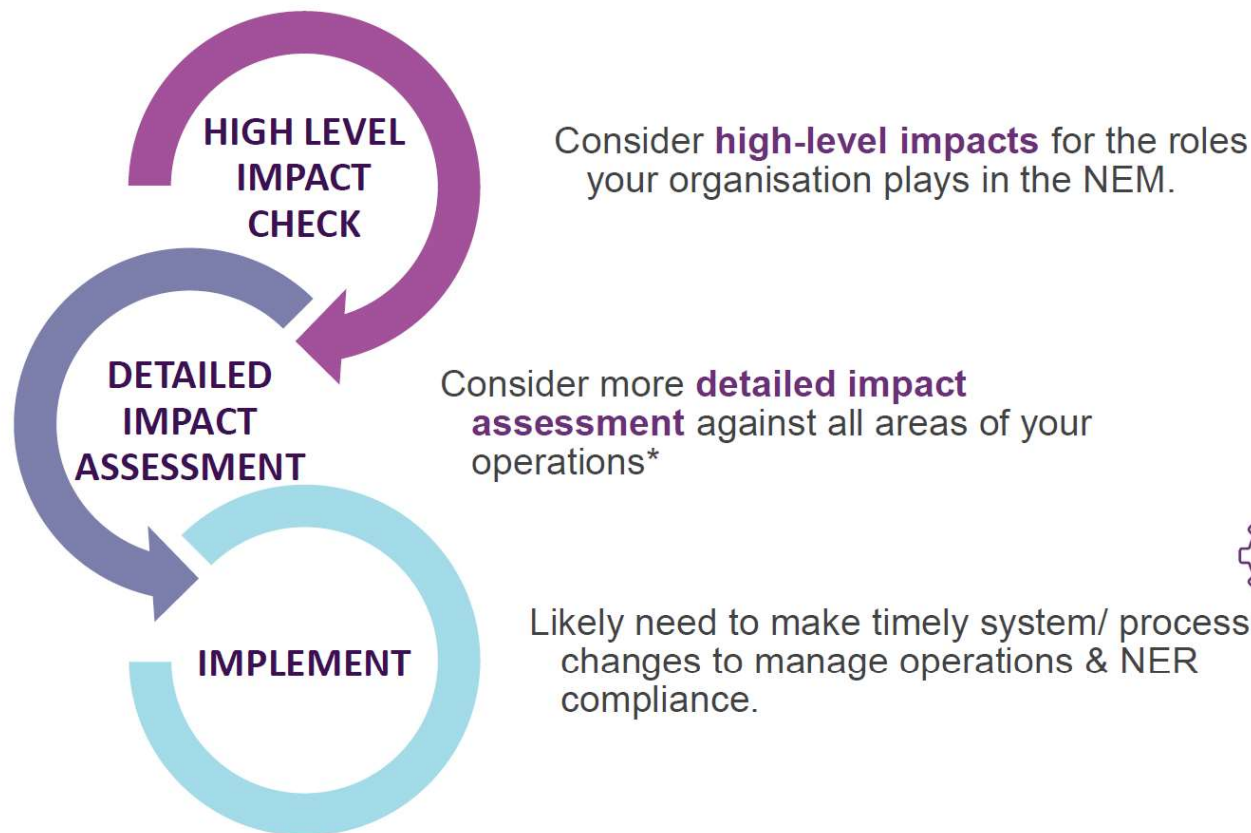 HIGH LEVEL
IMPACT
CHECK
Consider high-level impacts for the roles
your organisation plays in the NEM.
DETAILED
IMPACT
ASSESSMENT
Consider more detailed impact
assessment against all areas of your
operations*
IMPLEMENT
Likely need to make timely system/ process
changes to manage operations & NER
compliance.